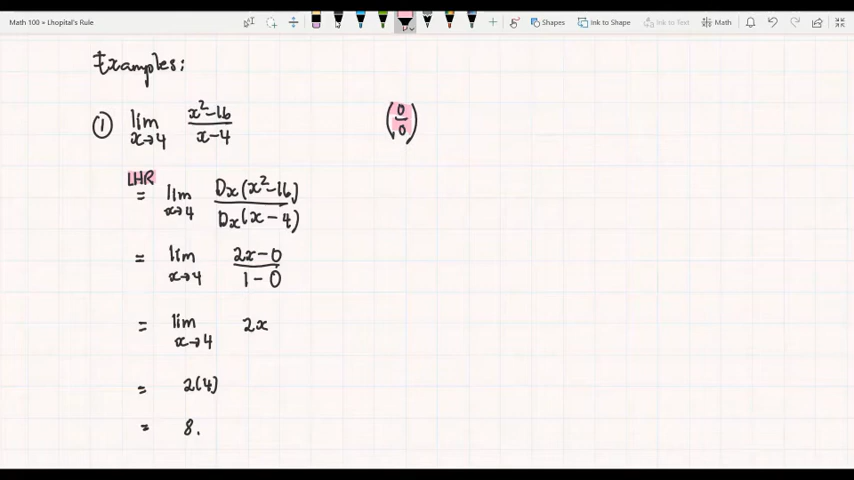 Math 100 = Lhopital's Rule Shapes Ink to Shape Ink to Text Math
Examples:
① lim x→4 x²-16 / x-4 (0/0)
LHR
= lim x→4 Dx(x²-16) / Dx(x-4)
= lim x→4 2x-0 / 1-0
= lim x→4 2x
= 2(4)
= 8.